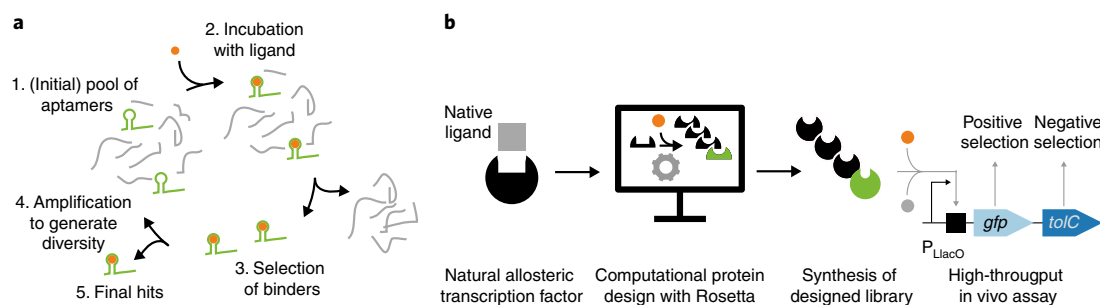 a
2. Incubation
with ligand
1. (Initial) pool of
aptamers
4. Amplification
to generate
diversity
5. Final hits
3. Selection
of binders
b
Native
ligand
Positive
selection
Negative
selection
gfp
tolC
PLlacO
Natural allosteric
transcription factor
Computational protein
design with Rosetta
Synthesis of
designed library
High-througput
in vivo assay